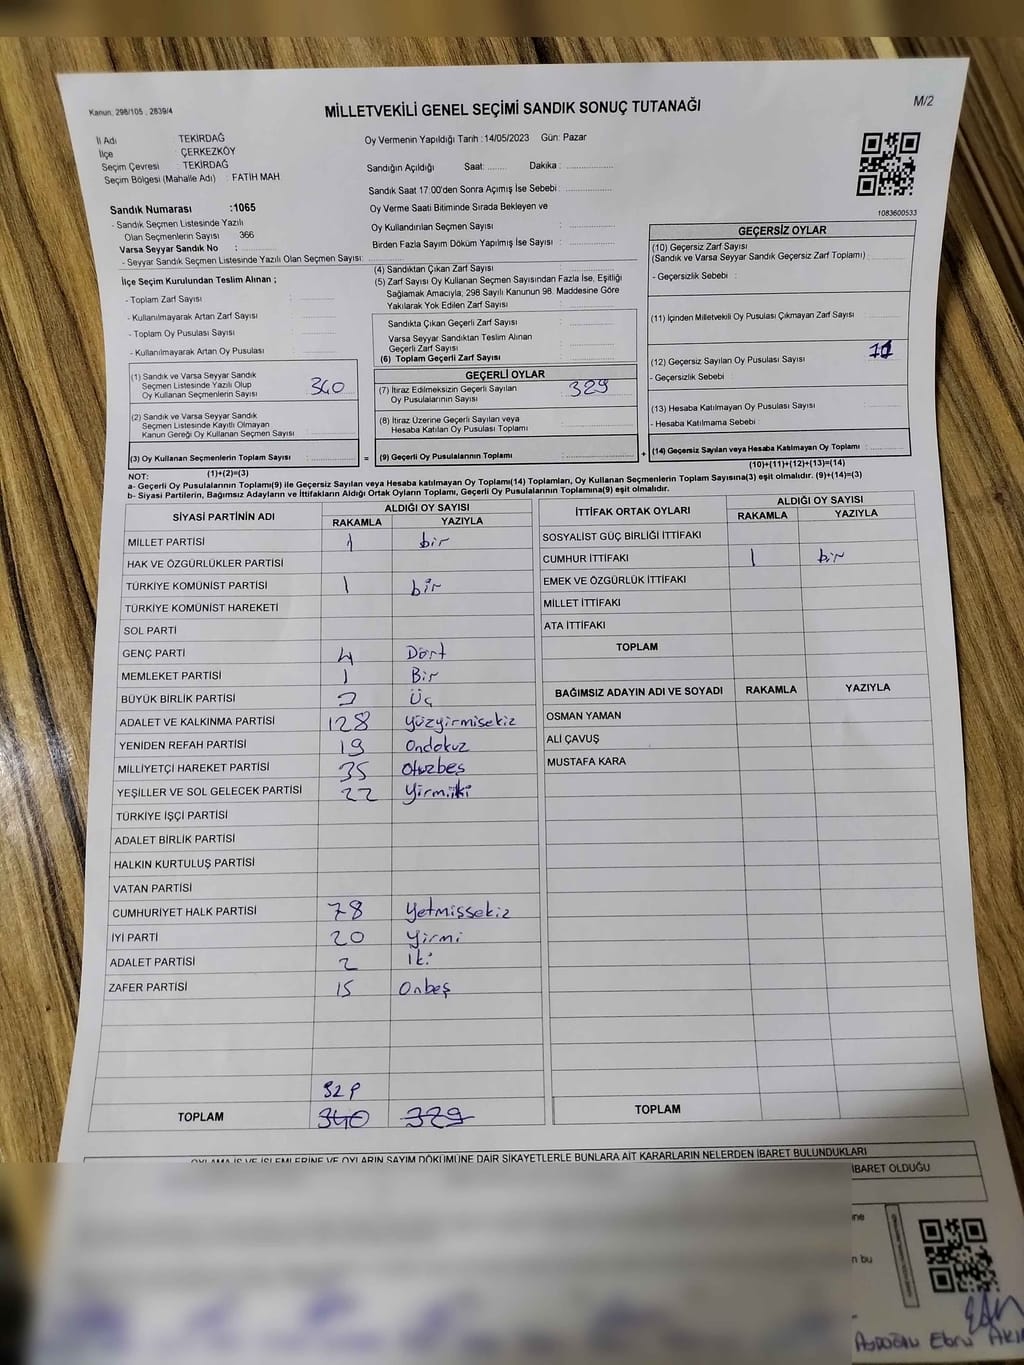 Kanun, 298/105 , 2839/4
MİLLETVEKİLİ GENEL SEÇİMİ SANDIK SONUÇ TUTANAĞI
M/2
İl Adı TEKİRDAĞ
İlçe ÇERKEZKÖY
Seçim Çevresi : TEKİRDAĞ
Seçim Bölgesi (Mahalle Adı) : FATİH MAH
Oy Vermenin Yapıldığı Tarih : 14/05/2023 Gün: Pazar
Sandığın Açıldığı Saat: ........ Dakika : ................
Sandık Saat 17:00'den Sonra Açılmış İse Sebebi : ................
Oy Verme Saati Bitiminde Sırada Bekleyen ve
Oy Kullandırılan Seçmen Sayısı : ................
Birden Fazla Sayım Döküm Yapılmış İse Sayısı : ................
1083600533
Sandık Numarası :1065
- Sandık Seçmen Listesinde Yazılı
Olan Seçmenlerin Sayısı 366
Varsa Seyyar Sandık No : ............
- Seyyar Sandık Seçmen Listesinde Yazılı Olan Seçmen Sayısı: ............
İlçe Seçim Kurulundan Teslim Alınan ;
- Toplam Zarf Sayısı : ............
- Kullanılmayarak Artan Zarf Sayısı : ............
- Toplam Oy Pusulası Sayısı : ............
- Kullanılmayarak Artan Oy Pusulası : ............
(1) Sandık ve Varsa Seyyar Sandık
Seçmen Listesinde Yazılı Olup
Oy Kullanan Seçmenlerin Sayısı 340
(2) Sandık ve Varsa Seyyar Sandık
Seçmen Listesinde Kayıtlı Olmayan
Kanun Gereği Oy Kullanan Seçmen Sayısı : ............
(3) Oy Kullanan Seçmenlerin Toplam Sayısı : ............
(1)+(2)=(3)
=
(4) Sandıktan Çıkan Zarf Sayısı : ............
(5) Zarf Sayısı Oy Kullanan Seçmen Sayısından Fazla İse, Eşitliği
Sağlamak Amacıyla, 298 Sayılı Kanunun 98. Maddesine Göre
Yakılarak Yok Edilen Zarf Sayısı : ............
Sandıkta Çıkan Geçerli Zarf Sayısı : ............
Varsa Seyyar Sandıktan Teslim Alınan
Geçerli Zarf Sayısı : ............
(6) Toplam Geçerli Zarf Sayısı : ............
GEÇERLİ OYLAR
(7) İtiraz Edilmeksizin Geçerli Sayılan
Oy Pusulalarının Sayısı 329
(8) İtiraz Üzerine Geçerli Sayılan veya
Hesaba Katılan Oy Pusulası Toplamı : ............
(9) Geçerli Oy Pusulalarının Toplamı : ............
+
GEÇERSİZ OYLAR
(10) Geçersiz Zarf Sayısı
(Sandık ve Varsa Seyyar Sandık Geçersiz Zarf Toplamı) : ............
- Geçersizlik Sebebi :
(11) İçinden Milletvekili Oy Pusulası Çıkmayan Zarf Sayısı : ............
(12) Geçersiz Sayılan Oy Pusulası Sayısı 11
- Geçersizlik Sebebi :
(13) Hesaba Katılmayan Oy Pusulası Sayısı : ............
- Hesaba Katılmama Sebebi :
(14) Geçersiz Sayılan veya Hesaba Katılmayan Oy Toplamı : ............
(10)+(11)+(12)+(13)=(14)
NOT:
a- Geçerli Oy Pusulalarının Toplamı(9) ile Geçersiz Sayılan veya Hesaba katılmayan Oy Toplamı(14) Toplamları, Oy Kullanan Seçmenlerin Toplam Sayısına(3) eşit olmalıdır. (9)+(14)=(3)
b- Siyasi Partilerin, Bağımsız Adayların ve İttifakların Aldığı Ortak Oyların Toplamı, Geçerli Oy Pusulalarının Toplamına(9) eşit olmalıdır.
SİYASİ PARTİNİN ADI ALDIĞI OY SAYISI
RAKAMLA YAZIYLA
MİLLET PARTİSİ 1 bir
HAK VE ÖZGÜRLÜKLER PARTİSİ
TÜRKİYE KOMÜNİST PARTİSİ 1 bir
TÜRKİYE KOMÜNİST HAREKETİ
SOL PARTİ
GENÇ PARTİ 4 Dört
MEMLEKET PARTİSİ 1 Bir
BÜYÜK BİRLİK PARTİSİ 3 Üç
ADALET VE KALKINMA PARTİSİ 128 Yüzyirmisekiz
YENİDEN REFAH PARTİSİ 19 Ondokuz
MİLLİYETÇİ HAREKET PARTİSİ 35 Otuzbeş
YEŞİLLER VE SOL GELECEK PARTİSİ 22 Yirmiiki
TÜRKİYE İŞÇİ PARTİSİ
ADALET BİRLİK PARTİSİ
HALKIN KURTULUŞ PARTİSİ
VATAN PARTİSİ
CUMHURİYET HALK PARTİSİ 78 Yetmişsekiz
İYİ PARTİ 20 Yirmi
ADALET PARTİSİ 2 İki
ZAFER PARTİSİ 15 Onbeş
TOPLAM 340 329
İTTİFAK ORTAK OYLARI ALDIĞI OY SAYISI
RAKAMLA YAZIYLA
SOSYALİST GÜÇ BİRLİĞİ İTTİFAKI
CUMHUR İTTİFAKI 1 bir
EMEK VE ÖZGÜRLÜK İTTİFAKI
MİLLET İTTİFAKI
ATA İTTİFAKI
TOPLAM
BAĞIMSIZ ADAYIN ADI VE SOYADI RAKAMLA YAZIYLA
OSMAN YAMAN
ALİ ÇAVUŞ
MUSTAFA KARA
TOPLAM
OYLAMA İŞ VE İŞLEMLERİNE VE OYLARIN SAYIM DÖKÜMÜNE DAİR ŞİKAYETLERLE BUNLARA AİT KARARLARIN NELERDEN İBARET BULUNDUKLARI
İBARET OLDUĞU
n bu
Ebru